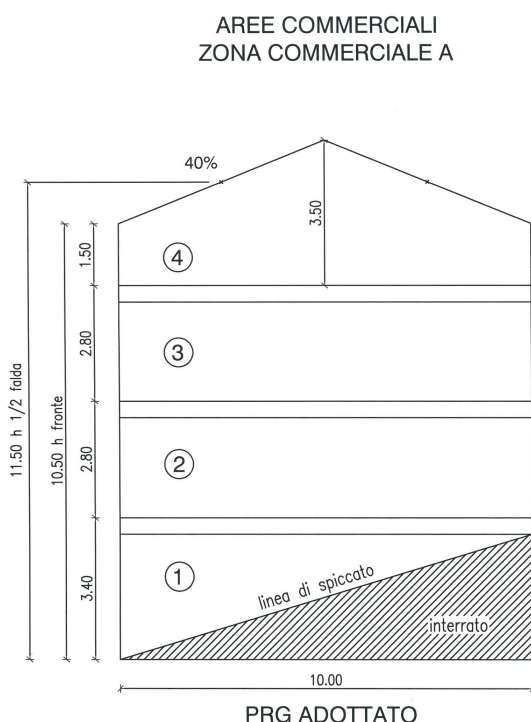 AREE COMMERCIALI
ZONA COMMERCIALE A
40%
3.50
1.50
④
2.80
③
11.50 h 1/2 falda
10.50 h fronte
2.80
②
3.40
①
linea di spiccato
interrato
10.00
PRG ADOTTATO